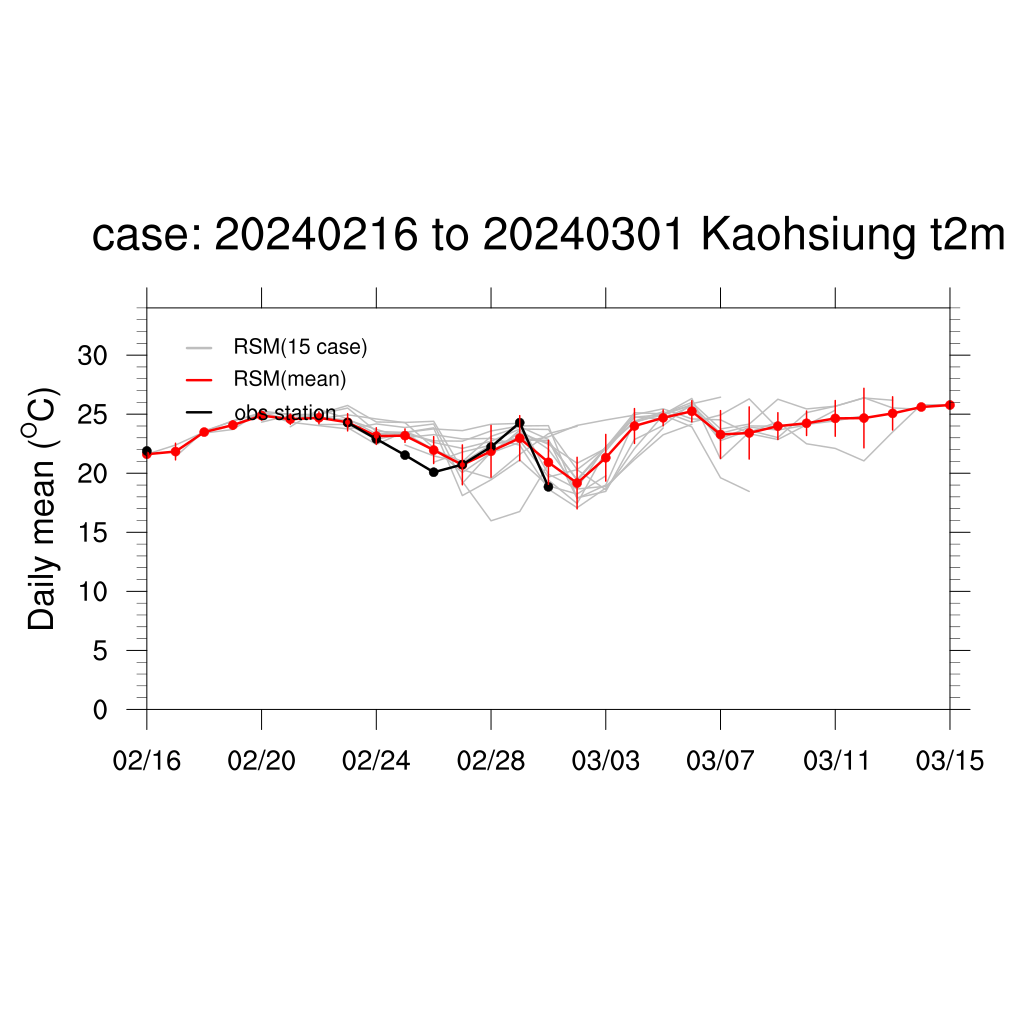 case: 20240216 to 20240301 Kaohsiung t2m
Daily mean (OC)
RSM(15 case)
RSM(mean)
obs station
30
25
20
15
10
5
0
02/16 02/20 02/24 02/28 03/03 03/07 03/11 03/15